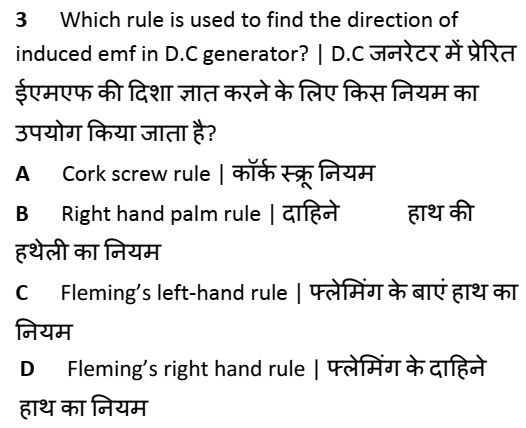 3 Which rule is used to find the direction of
induced emf in D.C generator? | D.C जनरेटर में प्रेरित
ईएमएफ की दिशा ज्ञात करने के लिए किस नियम का
उपयोग किया जाता है?
A Cork screw rule | कॉर्क स्क्रू नियम
B Right hand palm rule | दाहिने हाथ की
हथेली का नियम
C Fleming’s left-hand rule | फ्लेमिंग के बाएं हाथ का
नियम
D Fleming’s right hand rule | फ्लेमिंग के दाहिने
हाथ का नियम